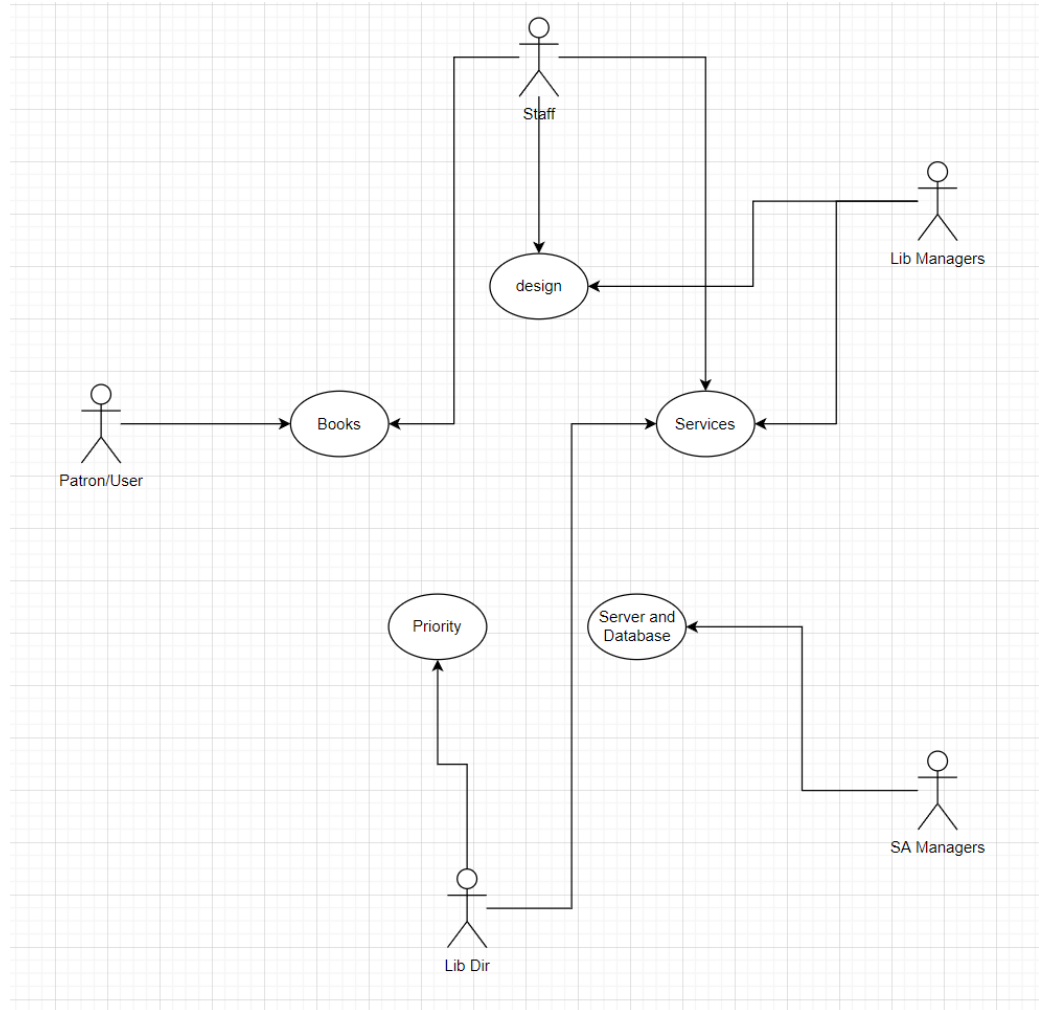 Staff
Lib Managers
design
Books
Services
Patron/User
Priority
Server and
Database
SA Managers
Lib Dir